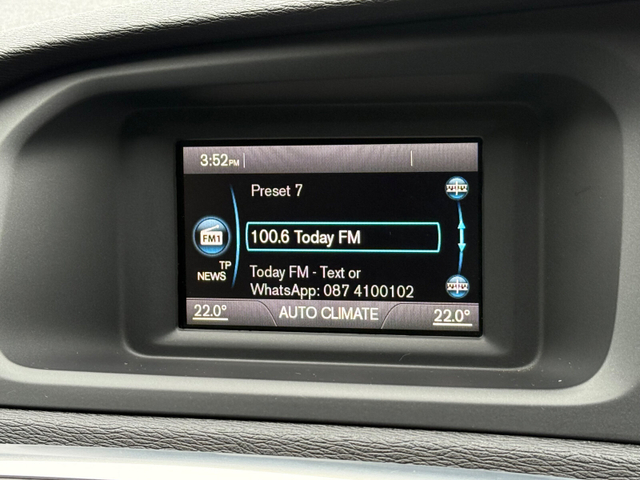 3:52PM
Preset 7
FM1
100.6 Today FM
TP
NEWS
Today FM - Text or
WhatsApp: 087 4100102
22.0°
AUTO CLIMATE
22.0°